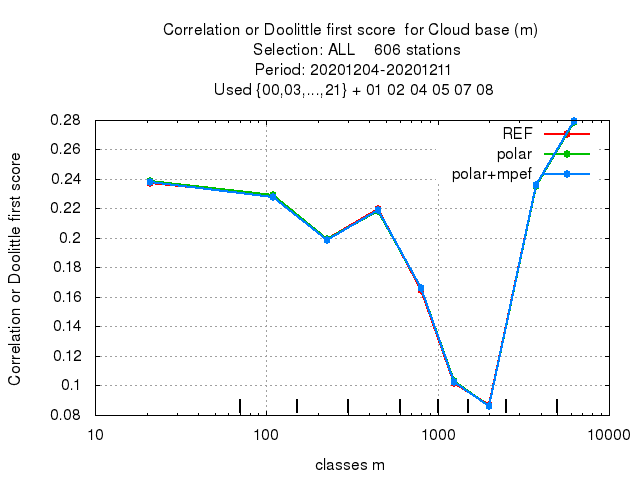 Correlation or Doolittle first score  for Cloud base (m)
Selection: ALL    606 stations
Period: 20201204-20201211
Used {00,03,...,21} + 01 02 04 05 07 08
Correlation or Doolittle first score
0.28
0.26
0.24
0.22
0.2
0.18
0.16
0.14
0.12
0.1
0.08
REF
polar
polar+mpef
10
100
1000
10000
classes m